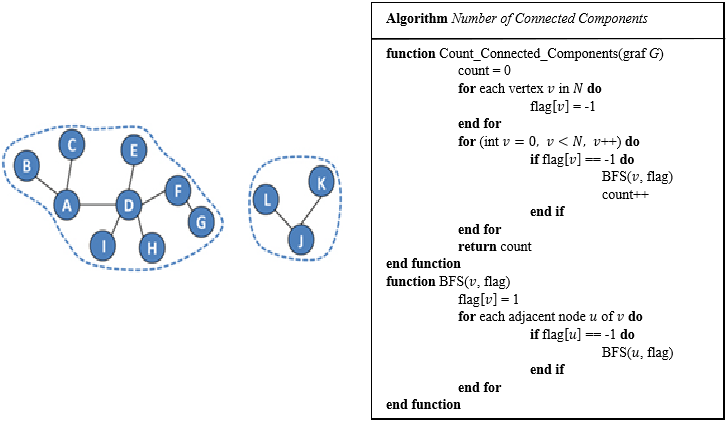 B
C
E
A
D
F
G
I
H
L
K
J
Algorithm Number of Connected Components
function Count_Connected_Components(graf G)
count = 0
for each vertex v in N do
flag[v] = -1
end for
for (int v = 0, v < N, v++) do
if flag[v] == -1 do
BFS(v, flag)
count++
end if
end for
return count
end function
function BFS(v, flag)
flag[v] = 1
for each adjacent node u of v do
if flag[u] == -1 do
BFS(u, flag)
end if
end for
end function